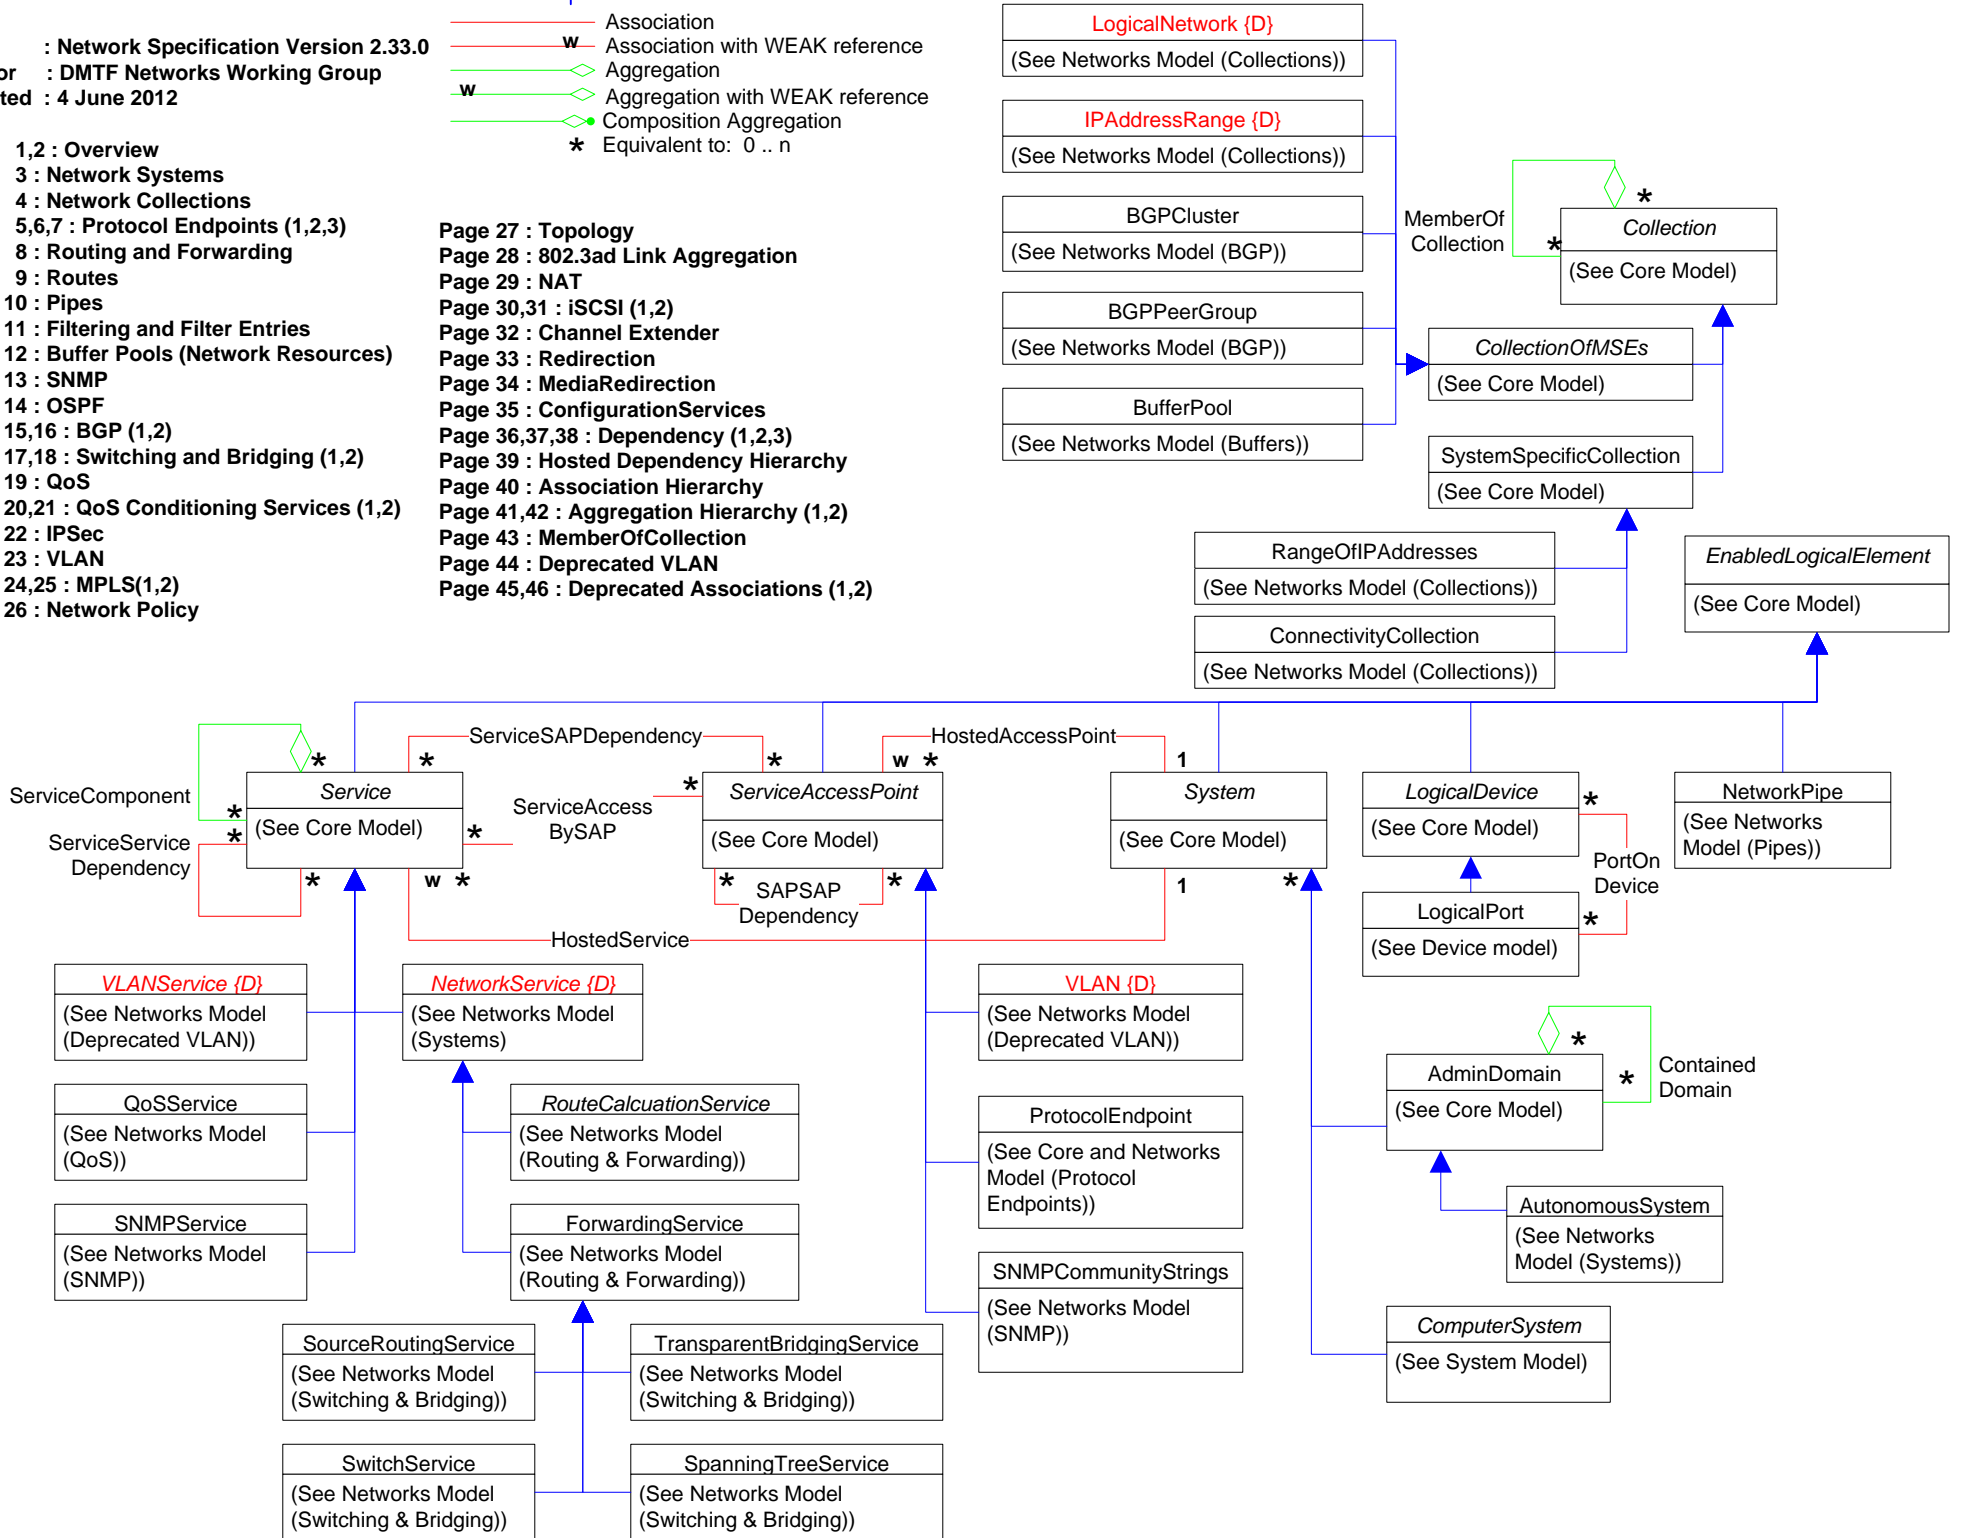 : Network Specification Version 2.33.0
or : DMTF Networks Working Group
ted : 4 June 2012
1,2 : Overview
3 : Network Systems
4 : Network Collections
5,6,7 : Protocol Endpoints (1,2,3)
8 : Routing and Forwarding
9 : Routes
10 : Pipes
11 : Filtering and Filter Entries
12 : Buffer Pools (Network Resources)
13 : SNMP
14 : OSPF
15,16 : BGP (1,2)
17,18 : Switching and Bridging (1,2)
19 : QoS
20,21 : QoS Conditioning Services (1,2)
22 : IPSec
23 : VLAN
24,25 : MPLS(1,2)
26 : Network Policy
Association
w Association with WEAK reference
Aggregation
w Aggregation with WEAK reference
Composition Aggregation
* Equivalent to: 0 .. n
Page 27 : Topology
Page 28 : 802.3ad Link Aggregation
Page 29 : NAT
Page 30,31 : iSCSI (1,2)
Page 32 : Channel Extender
Page 33 : Redirection
Page 34 : MediaRedirection
Page 35 : ConfigurationServices
Page 36,37,38 : Dependency (1,2,3)
Page 39 : Hosted Dependency Hierarchy
Page 40 : Association Hierarchy
Page 41,42 : Aggregation Hierarchy (1,2)
Page 43 : MemberOfCollection
Page 44 : Deprecated VLAN
Page 45,46 : Deprecated Associations (1,2)
LogicalNetwork {D}
(See Networks Model (Collections))
IPAddressRange {D}
(See Networks Model (Collections))
BGPCluster
(See Networks Model (BGP))
BGPPeerGroup
(See Networks Model (BGP))
BufferPool
(See Networks Model (Buffers))
MemberOf
Collection
*
*
Collection
(See Core Model)
CollectionOfMSEs
(See Core Model)
SystemSpecificCollection
(See Core Model)
RangeOfIPAddresses
(See Networks Model (Collections))
ConnectivityCollection
(See Networks Model (Collections))
EnabledLogicalElement
(See Core Model)
ServiceComponent
*
*
ServiceService
Dependency
*
*
Service
(See Core Model)
* ServiceSAPDependency *
* ServiceAccess
BySAP *
ServiceAccessPoint
(See Core Model)
* SAPSAP
Dependency *
w * HostedAccessPoint 1
w * HostedService 1
System
(See Core Model)
*
LogicalDevice
(See Core Model)
*
PortOn
Device
*
LogicalPort
(See Device model)
NetworkPipe
(See Networks
Model (Pipes))
VLANService {D}
(See Networks Model
(Deprecated VLAN))
NetworkService {D}
(See Networks Model
(Systems)
QoSService
(See Networks Model
(QoS))
RouteCalcuationService
(See Networks Model
(Routing & Forwarding))
SNMPService
(See Networks Model
(SNMP))
ForwardingService
(See Networks Model
(Routing & Forwarding))
SourceRoutingService
(See Networks Model
(Switching & Bridging))
TransparentBridgingService
(See Networks Model
(Switching & Bridging))
SwitchService
(See Networks Model
(Switching & Bridging))
SpanningTreeService
(See Networks Model
(Switching & Bridging))
VLAN {D}
(See Networks Model
(Deprecated VLAN))
ProtocolEndpoint
(See Core and Networks
Model (Protocol
Endpoints))
SNMPCommunityStrings
(See Networks Model
(SNMP))
AdminDomain
(See Core Model)
*
*
Contained
Domain
AutonomousSystem
(See Networks
Model (Systems))
ComputerSystem
(See System Model)